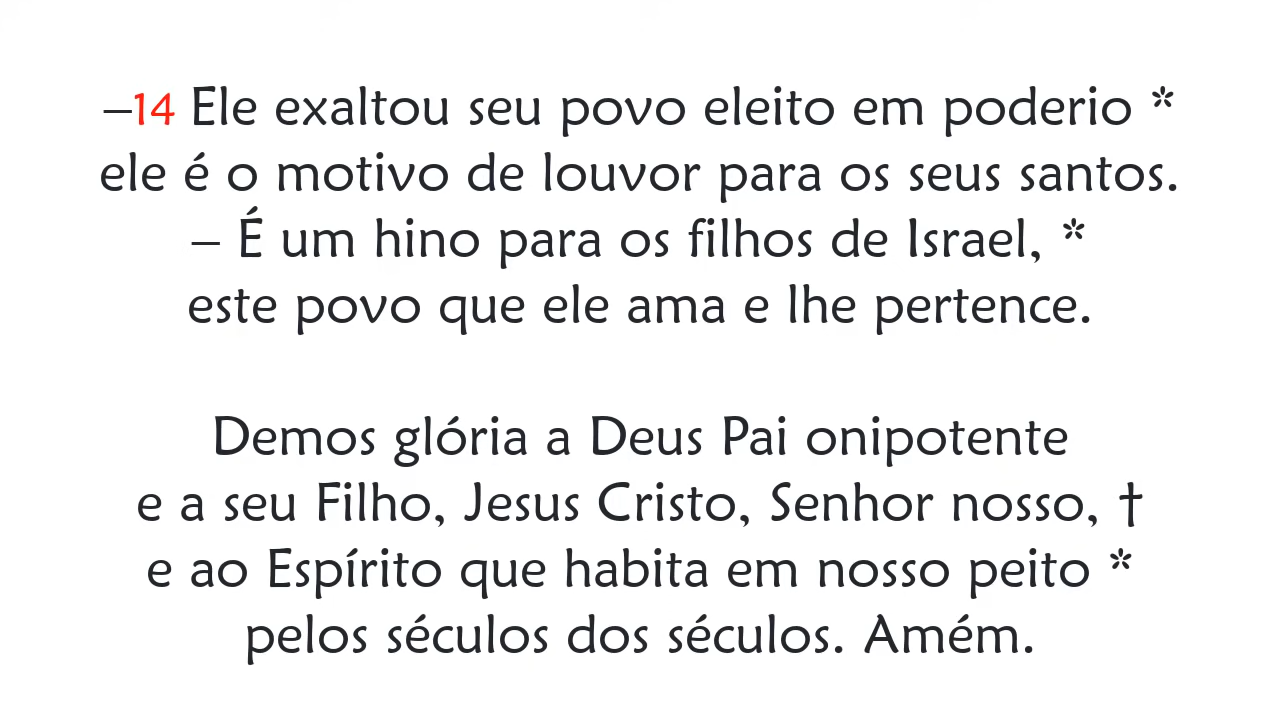 –14 Ele exaltou seu povo eleito em poderio *
ele é o motivo de louvor para os seus santos.
– É um hino para os filhos de Israel, *
este povo que ele ama e lhe pertence.
Demos glória a Deus Pai onipotente
e a seu Filho, Jesus Cristo, Senhor nosso, †
e ao Espírito que habita em nosso peito *
pelos séculos dos séculos. Amém.